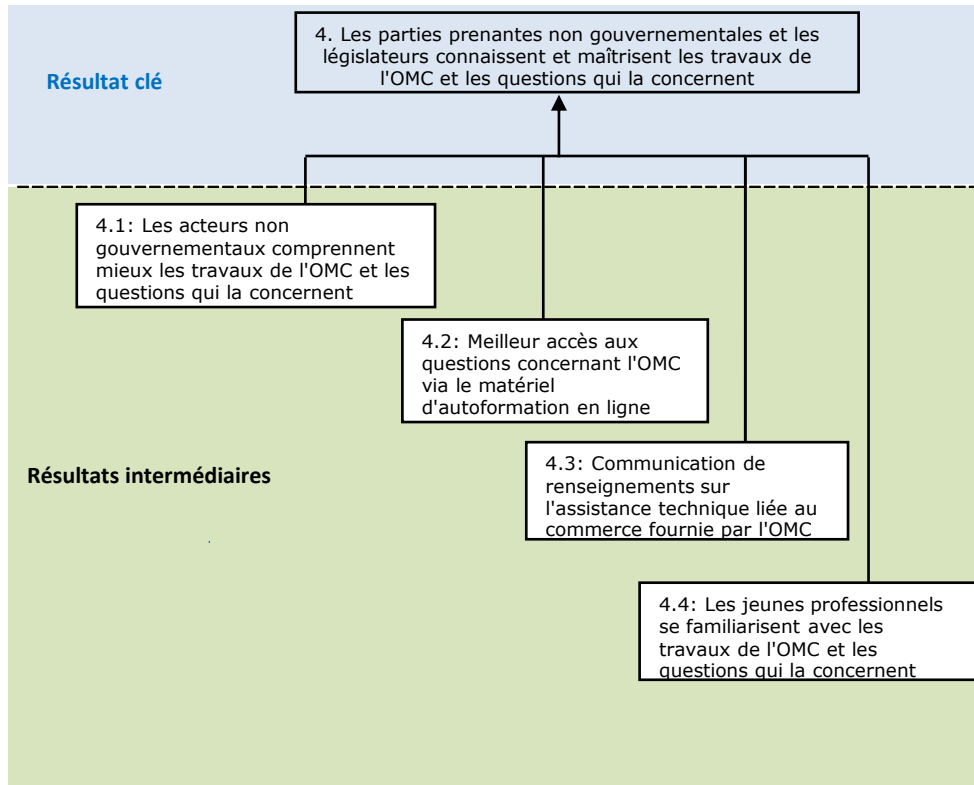 4. Les parties prenantes non gouvernementales et les
législateurs connaissent et maîtrisent les travaux de
l'OMC et les questions qui la concernent
Résultat clé
4.1: Les acteurs non
gouvernementaux comprennent
mieux les travaux de l'OMC et les
questions qui la concernent
4.2: Meilleur accès aux
questions concernant l'OMC
via le matériel
d'autoformation en ligne
4.3: Communication de
renseignements sur
l'assistance technique liée au
commerce fournie par l'OMC
Résultats intermédiaires
4.4: Les jeunes professionnels
se familiarisent avec les
travaux de l'OMC et les
questions qui la concernent